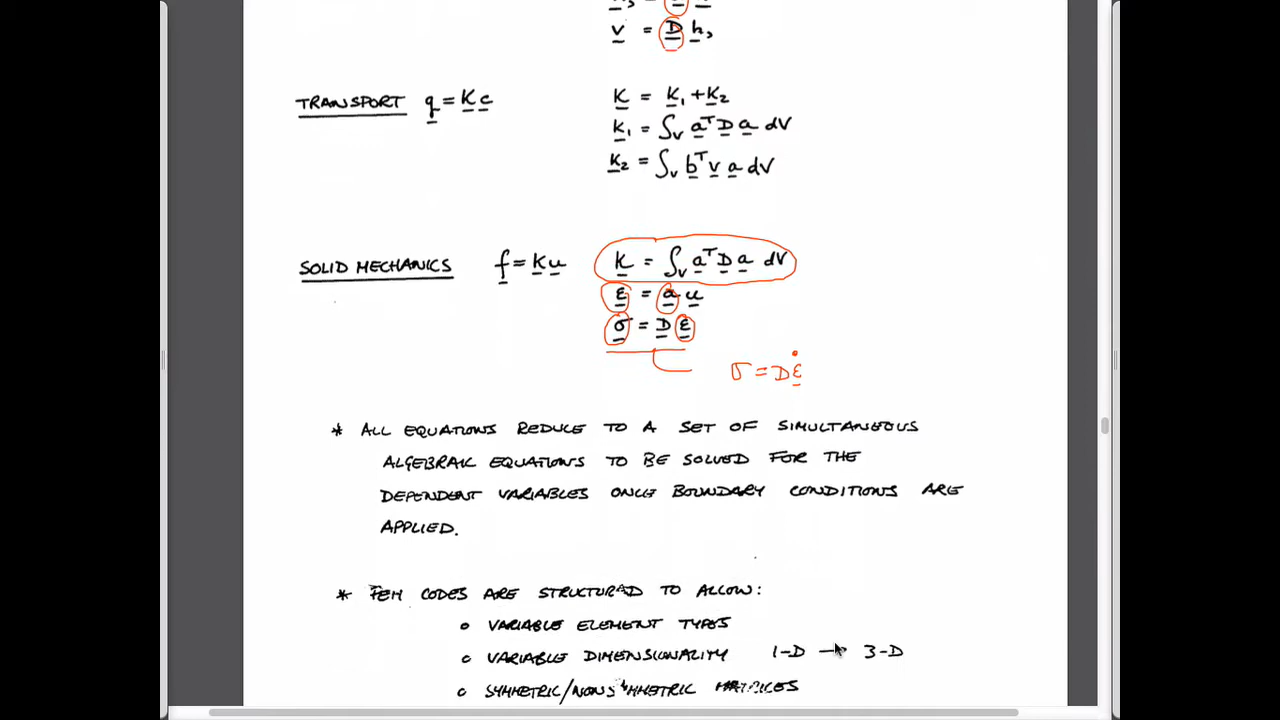 v = D h,
TRANSPORT q = K c K = K₁ + K₂
K₁ = ∫ᵥ aᵀ D a dV
K₂ = ∫ᵥ bᵀ v a dV
SOLID MECHANICS f = K u K = ∫ᵥ aᵀ D a dV
ε = a u
σ = D ε
σ = D ε̇
* ALL EQUATIONS REDUCE TO A SET OF SIMULTANEOUS
ALGEBRAIC EQUATIONS TO BE SOLVED FOR THE
DEPENDENT VARIABLES ONCE BOUNDARY CONDITIONS ARE
APPLIED.
* FEM CODES ARE STRUCTURED TO ALLOW:
o VARIABLE ELEMENT TYPES
o VARIABLE DIMENSIONALITY 1-D → 3-D
o SYMMETRIC/NONSYMMETRIC MATRICES